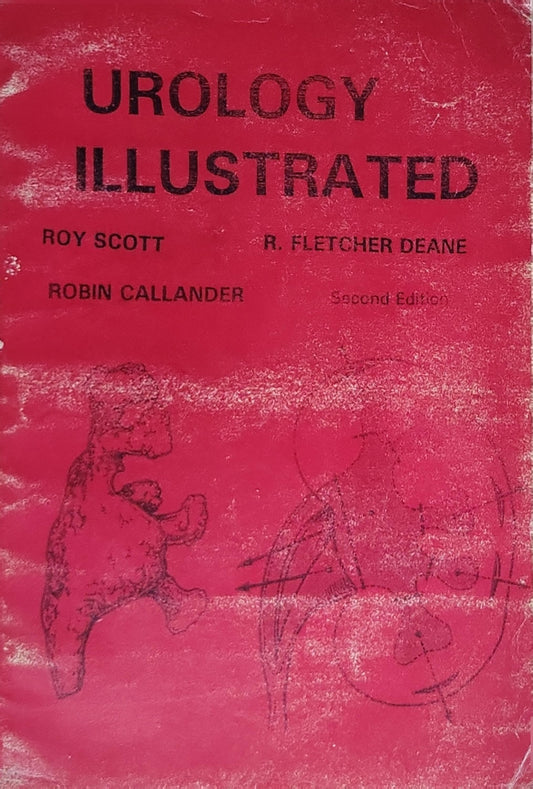 UROLOGY
ILLUSTRATED
ROY SCOTT R. FLETCHER DEANE
ROBIN CALLANDER Second Edition